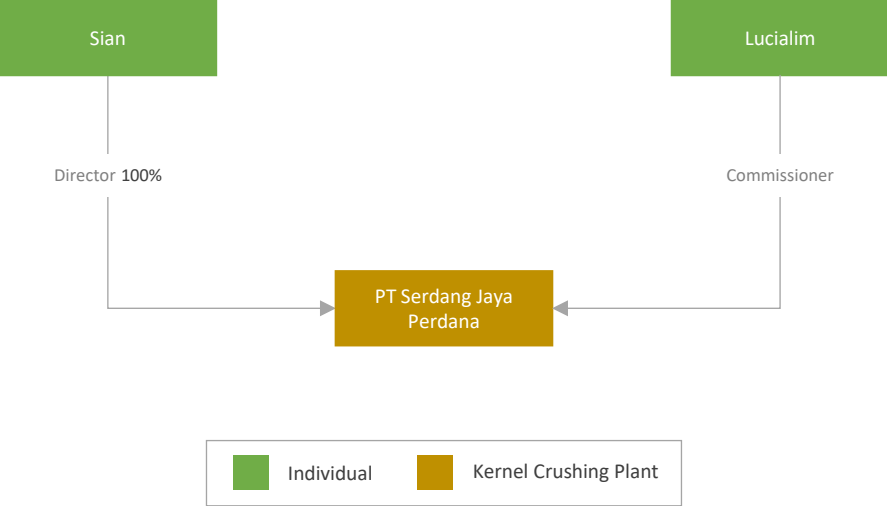 Sian
Lucialim
Director 100%
Commissioner
PT Serdang Jaya
Perdana
Individual
Kernel Crushing Plant